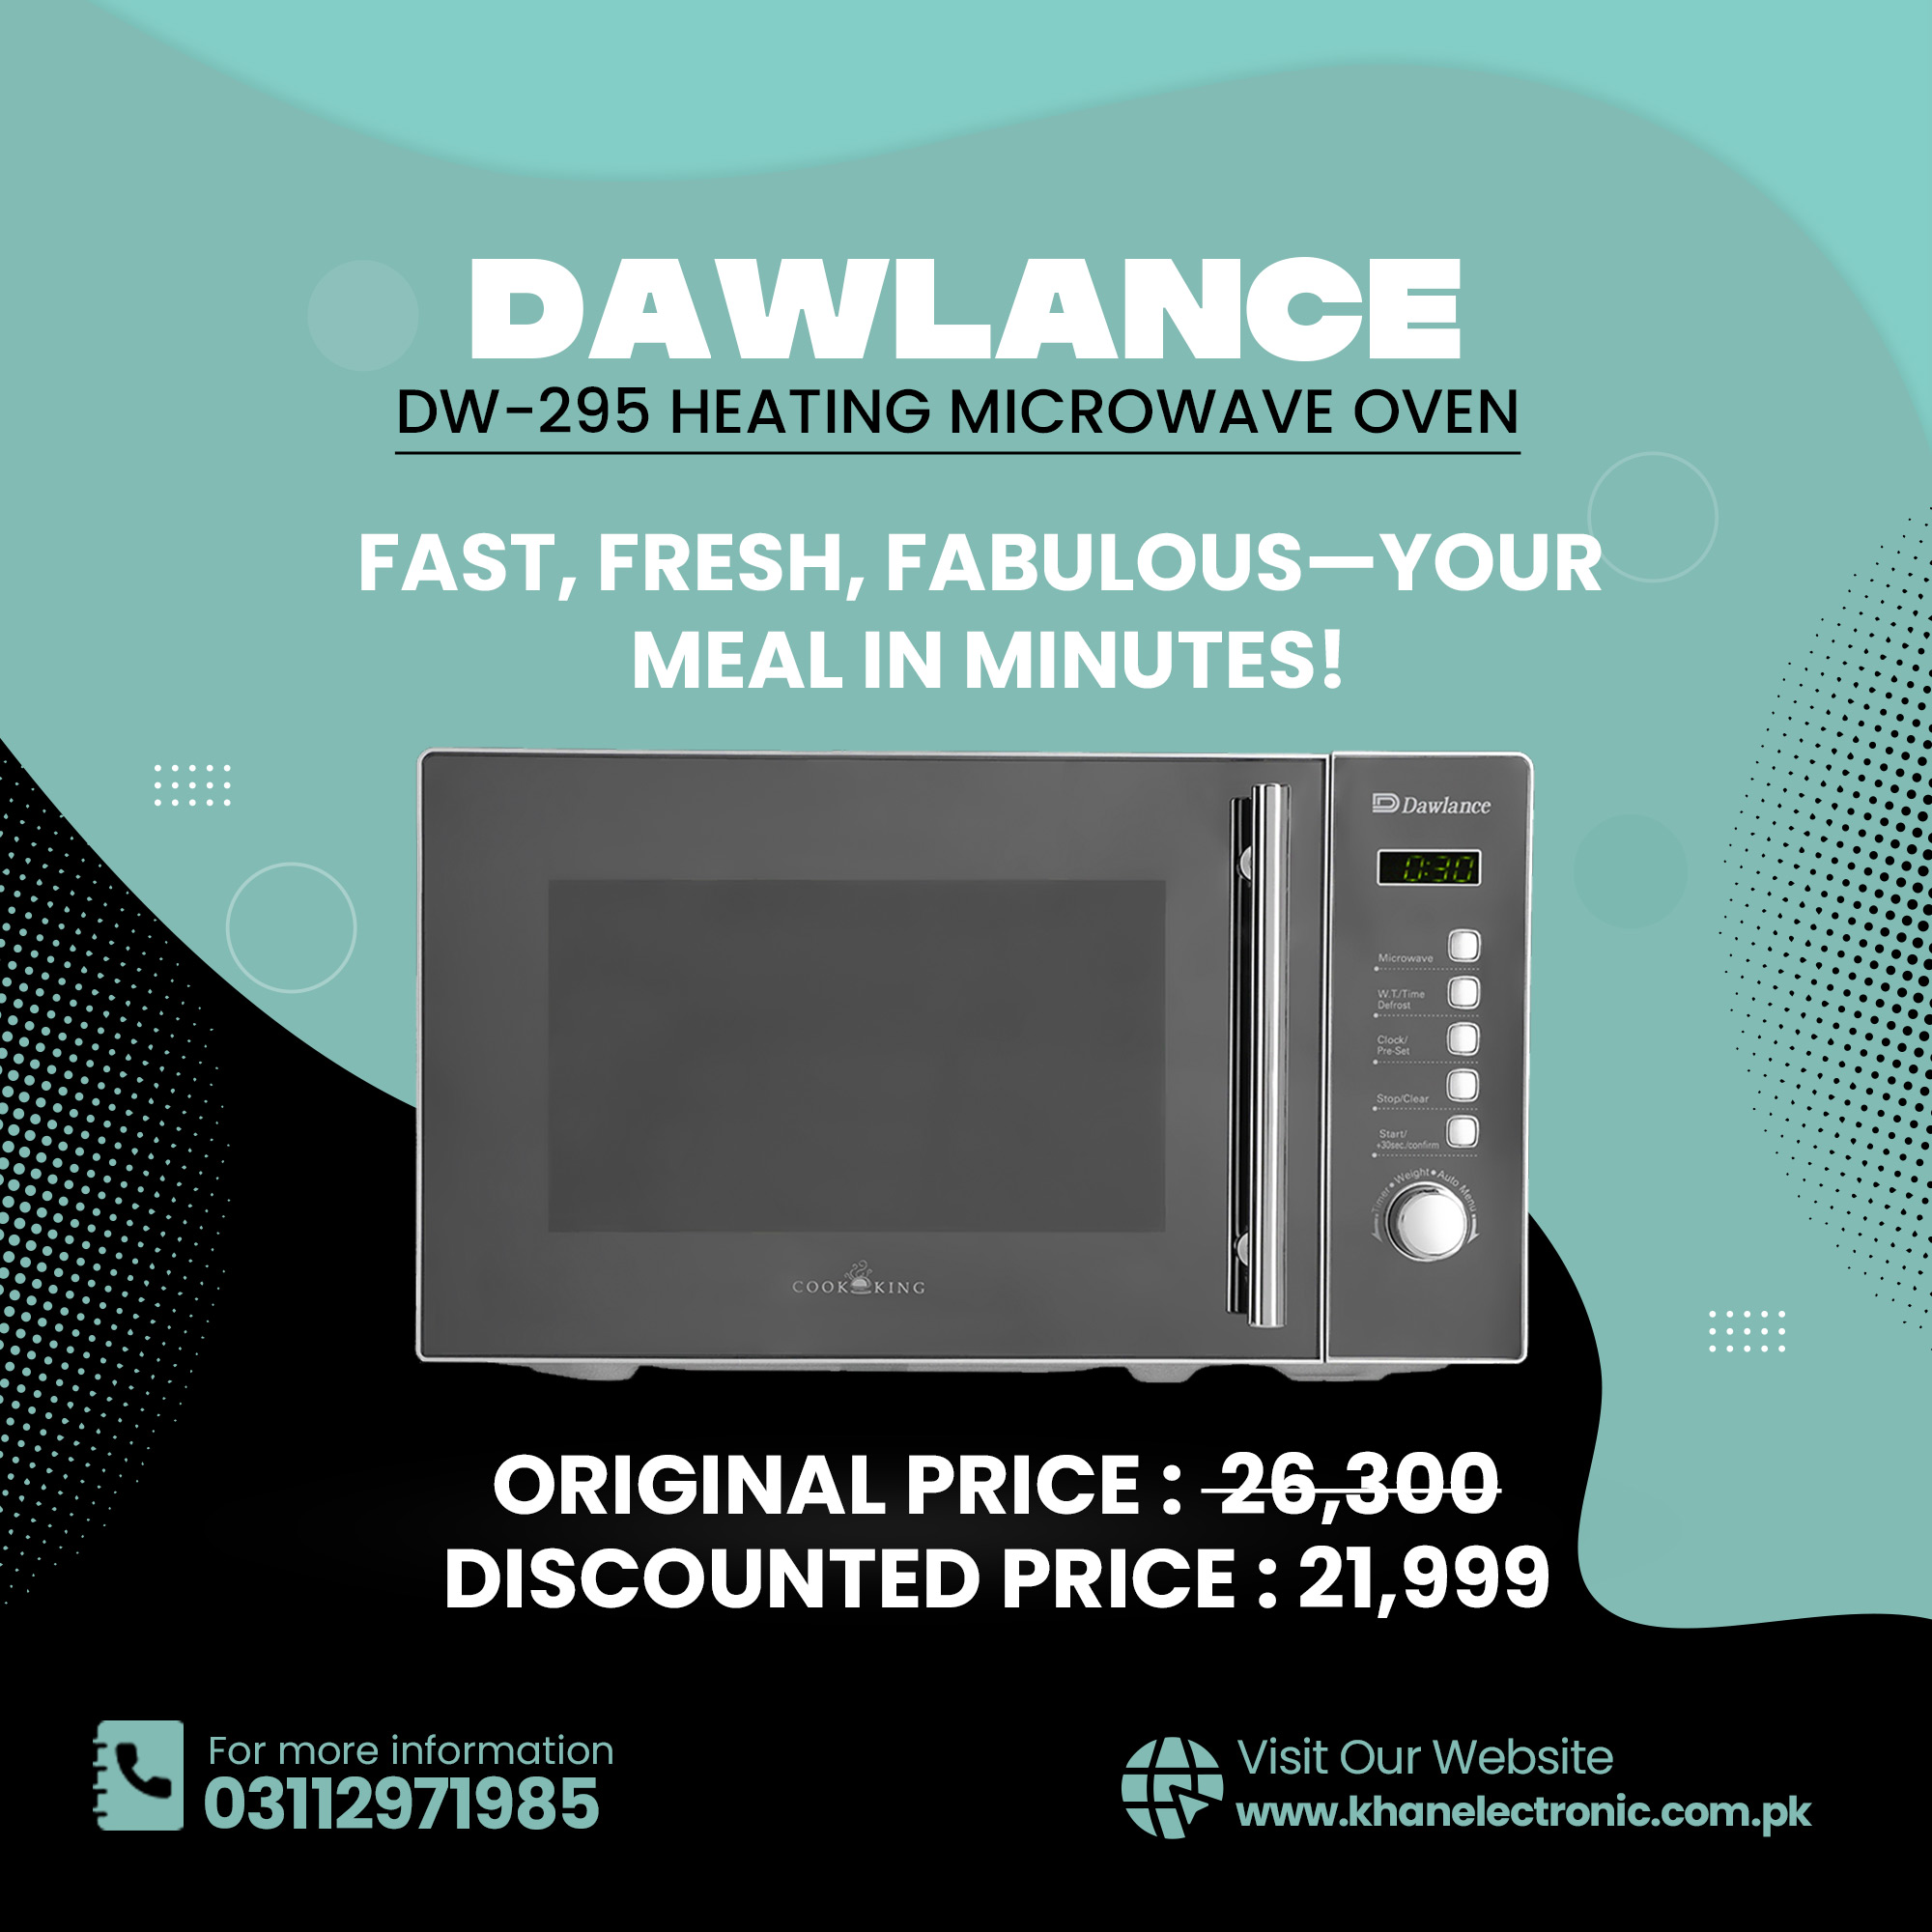 DAWLANCE
DW-295 HEATING MICROWAVE OVEN
FAST, FRESH, FABULOUS—YOUR
MEAL IN MINUTES!
Dawlance
0:30
Microwave
W.T./Time
Defrost
Clock/
Pre-Set
Stop/Clear
Start/
+30sec./confirm
Timer • Weight • Auto Menu
COOK KING
ORIGINAL PRICE : 26,300
DISCOUNTED PRICE : 21,999
For more information
03112971985
Visit Our Website
www.khanelectronic.com.pk